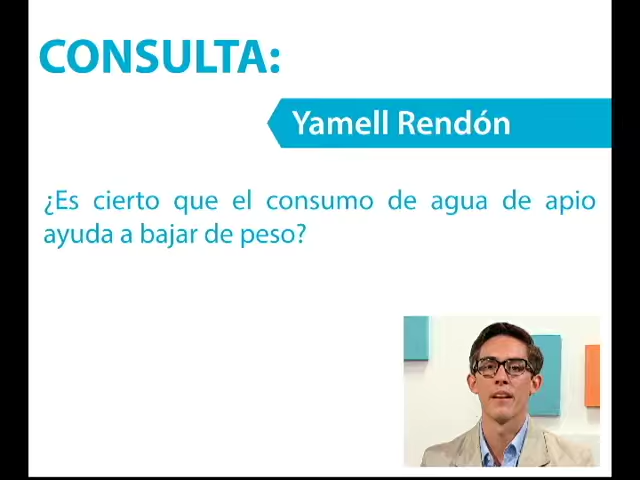 CONSULTA:
Yamell Rendón
¿Es cierto que el consumo de agua de apio
ayuda a bajar de peso?